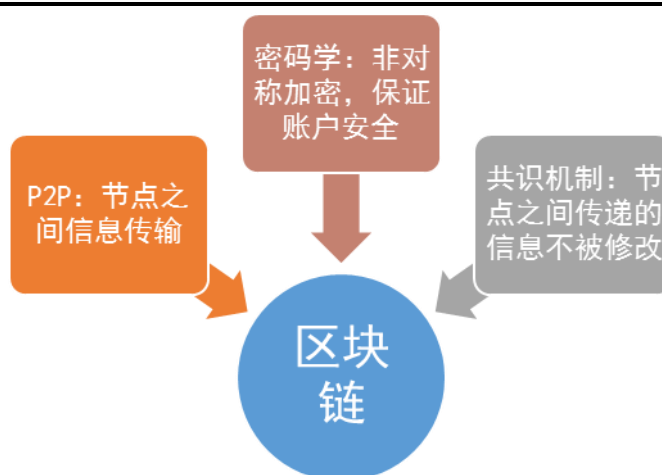 密码学：非对
称加密，保证
账户安全
P2P：节点之
间信息传输
共识机制：节
点之间传递的
信息不被修改
区块
链